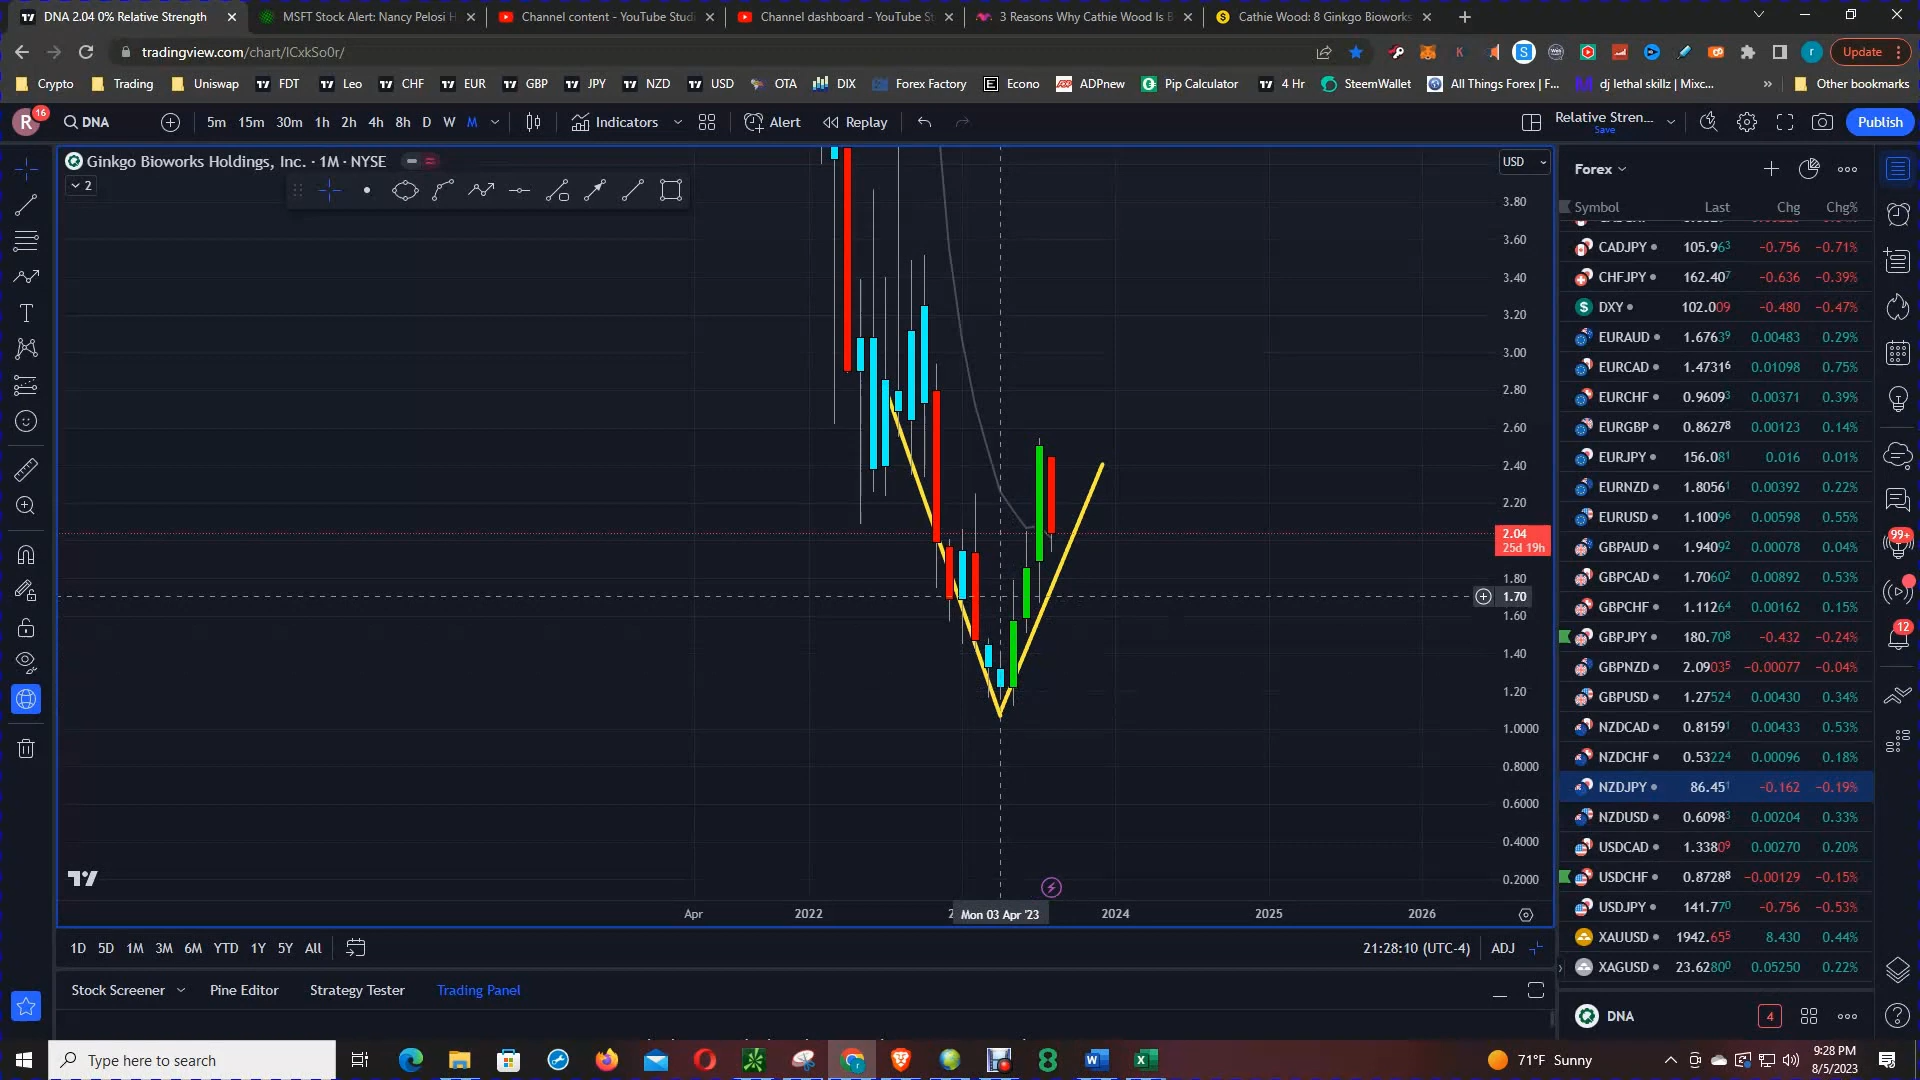 DNA 2.04 0% Relative Strength
MSFT Stock Alert: Nancy Pelosi H
Channel content - YouTube Studi
Channel dashboard - YouTube St
3 Reasons Why Cathie Wood Is B
Cathie Wood: 8 Ginkgo Bioworks
tradingview.com/chart/lCxkSo0r/
Update
Crypto Trading Uniswap FDT Leo CHF EUR GBP JPY NZD USD OTA DIX Forex Factory Econo ADPnew Pip Calculator 4 Hr SteemWallet All Things Forex | F... dj lethal skillz | Mixc... » Other bookmarks
R 16 DNA 5m 15m 30m 1h 2h 4h 8h D W M Indicators Alert Replay Relative Stren... Save Publish
Ginkgo Bioworks Holdings, Inc. · 1M · NYSE
2
USD
3.80
3.60
3.40
3.20
3.00
2.80
2.60
2.40
2.20
2.04
25d 19h
1.80
1.70
1.60
1.40
1.20
1.0000
0.8000
0.6000
0.4000
0.2000
Apr 2022 Mon 03 Apr '23 2024 2025 2026
1D 5D 1M 3M 6M YTD 1Y 5Y All 21:28:10 (UTC-4) ADJ
Stock Screener Pine Editor Strategy Tester Trading Panel
Forex
Symbol Last Chg Chg%
CADJPY 105.963 −0.756 −0.71%
CHFJPY 162.407 −0.636 −0.39%
DXY 102.009 −0.480 −0.47%
EURAUD 1.67639 0.00483 0.29%
EURCAD 1.47316 0.01098 0.75%
EURCHF 0.96093 0.00371 0.39%
EURGBP 0.86278 0.00123 0.14%
EURJPY 156.081 0.016 0.01%
EURNZD 1.80561 0.00392 0.22%
EURUSD 1.10096 0.00598 0.55%
GBPAUD 1.94092 0.00078 0.04%
GBPCAD 1.70602 0.00892 0.53%
GBPCHF 1.11264 0.00162 0.15%
GBPJPY 180.708 −0.432 −0.24%
GBPNZD 2.09035 −0.00077 −0.04%
GBPUSD 1.27524 0.00430 0.34%
NZDCAD 0.81591 0.00433 0.53%
NZDCHF 0.53224 0.00096 0.18%
NZDJPY 86.451 −0.162 −0.19%
NZDUSD 0.60983 0.00204 0.33%
USDCAD 1.33809 0.00270 0.20%
USDCHF 0.87288 −0.00129 −0.15%
USDJPY 141.770 −0.756 −0.53%
XAUUSD 1942.655 8.430 0.44%
XAGUSD 23.6280 0.05250 0.22%
DNA 4
99+
12
Type here to search
71°F Sunny
9:28 PM
8/5/2023